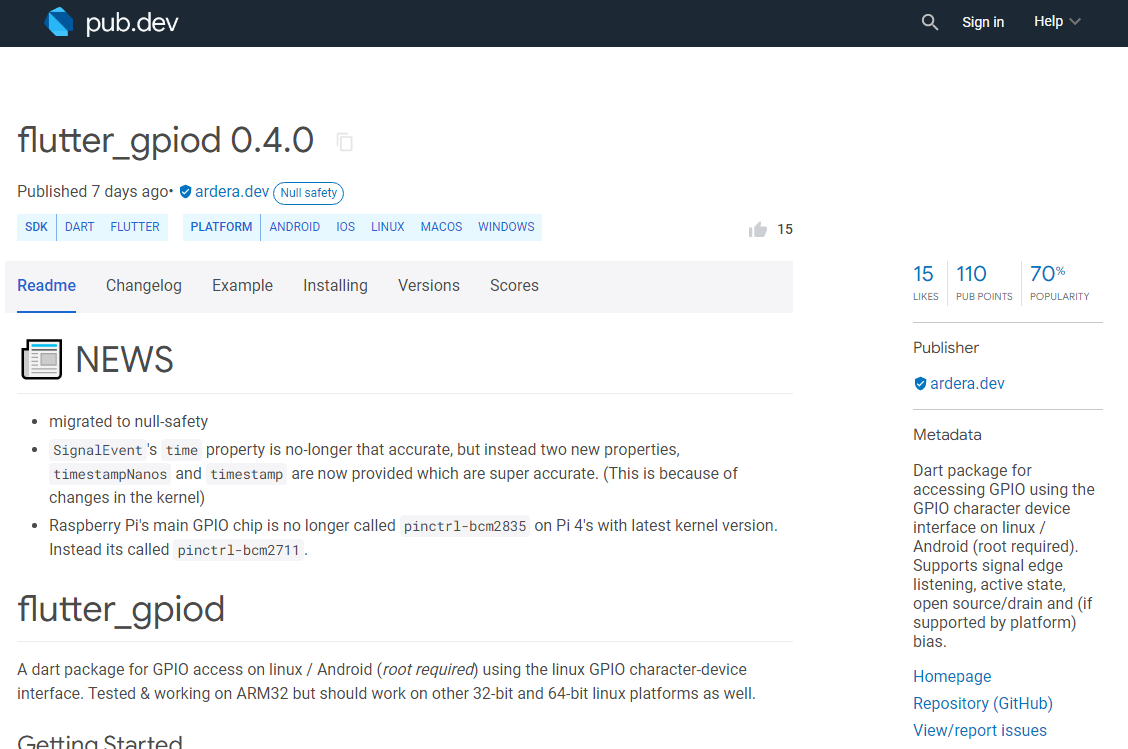 pub.dev
Sign in
Help
flutter_gpiod 0.4.0
Published 7 days ago• ardera.dev Null safety
SDK DART FLUTTER PLATFORM ANDROID IOS LINUX MACOS WINDOWS
15
Readme Changelog Example Installing Versions Scores
NEWS
migrated to null-safety
SignalEvent's time property is no-longer that accurate, but instead two new properties,
timestampNanos and timestamp are now provided which are super accurate. (This is because of
changes in the kernel)
Raspberry Pi's main GPIO chip is no longer called pinctrl-bcm2835 on Pi 4's with latest kernel version.
Instead its called pinctrl-bcm2711.
flutter_gpiod
A dart package for GPIO access on linux / Android (root required) using the linux GPIO character-device
interface. Tested & working on ARM32 but should work on other 32-bit and 64-bit linux platforms as well.
Getting Started
15 110 70%
LIKES PUB POINTS POPULARITY
Publisher
ardera.dev
Metadata
Dart package for
accessing GPIO using the
GPIO character device
interface on linux /
Android (root required).
Supports signal edge
listening, active state,
open source/drain and (if
supported by platform)
bias.
Homepage
Repository (GitHub)
View/report issues